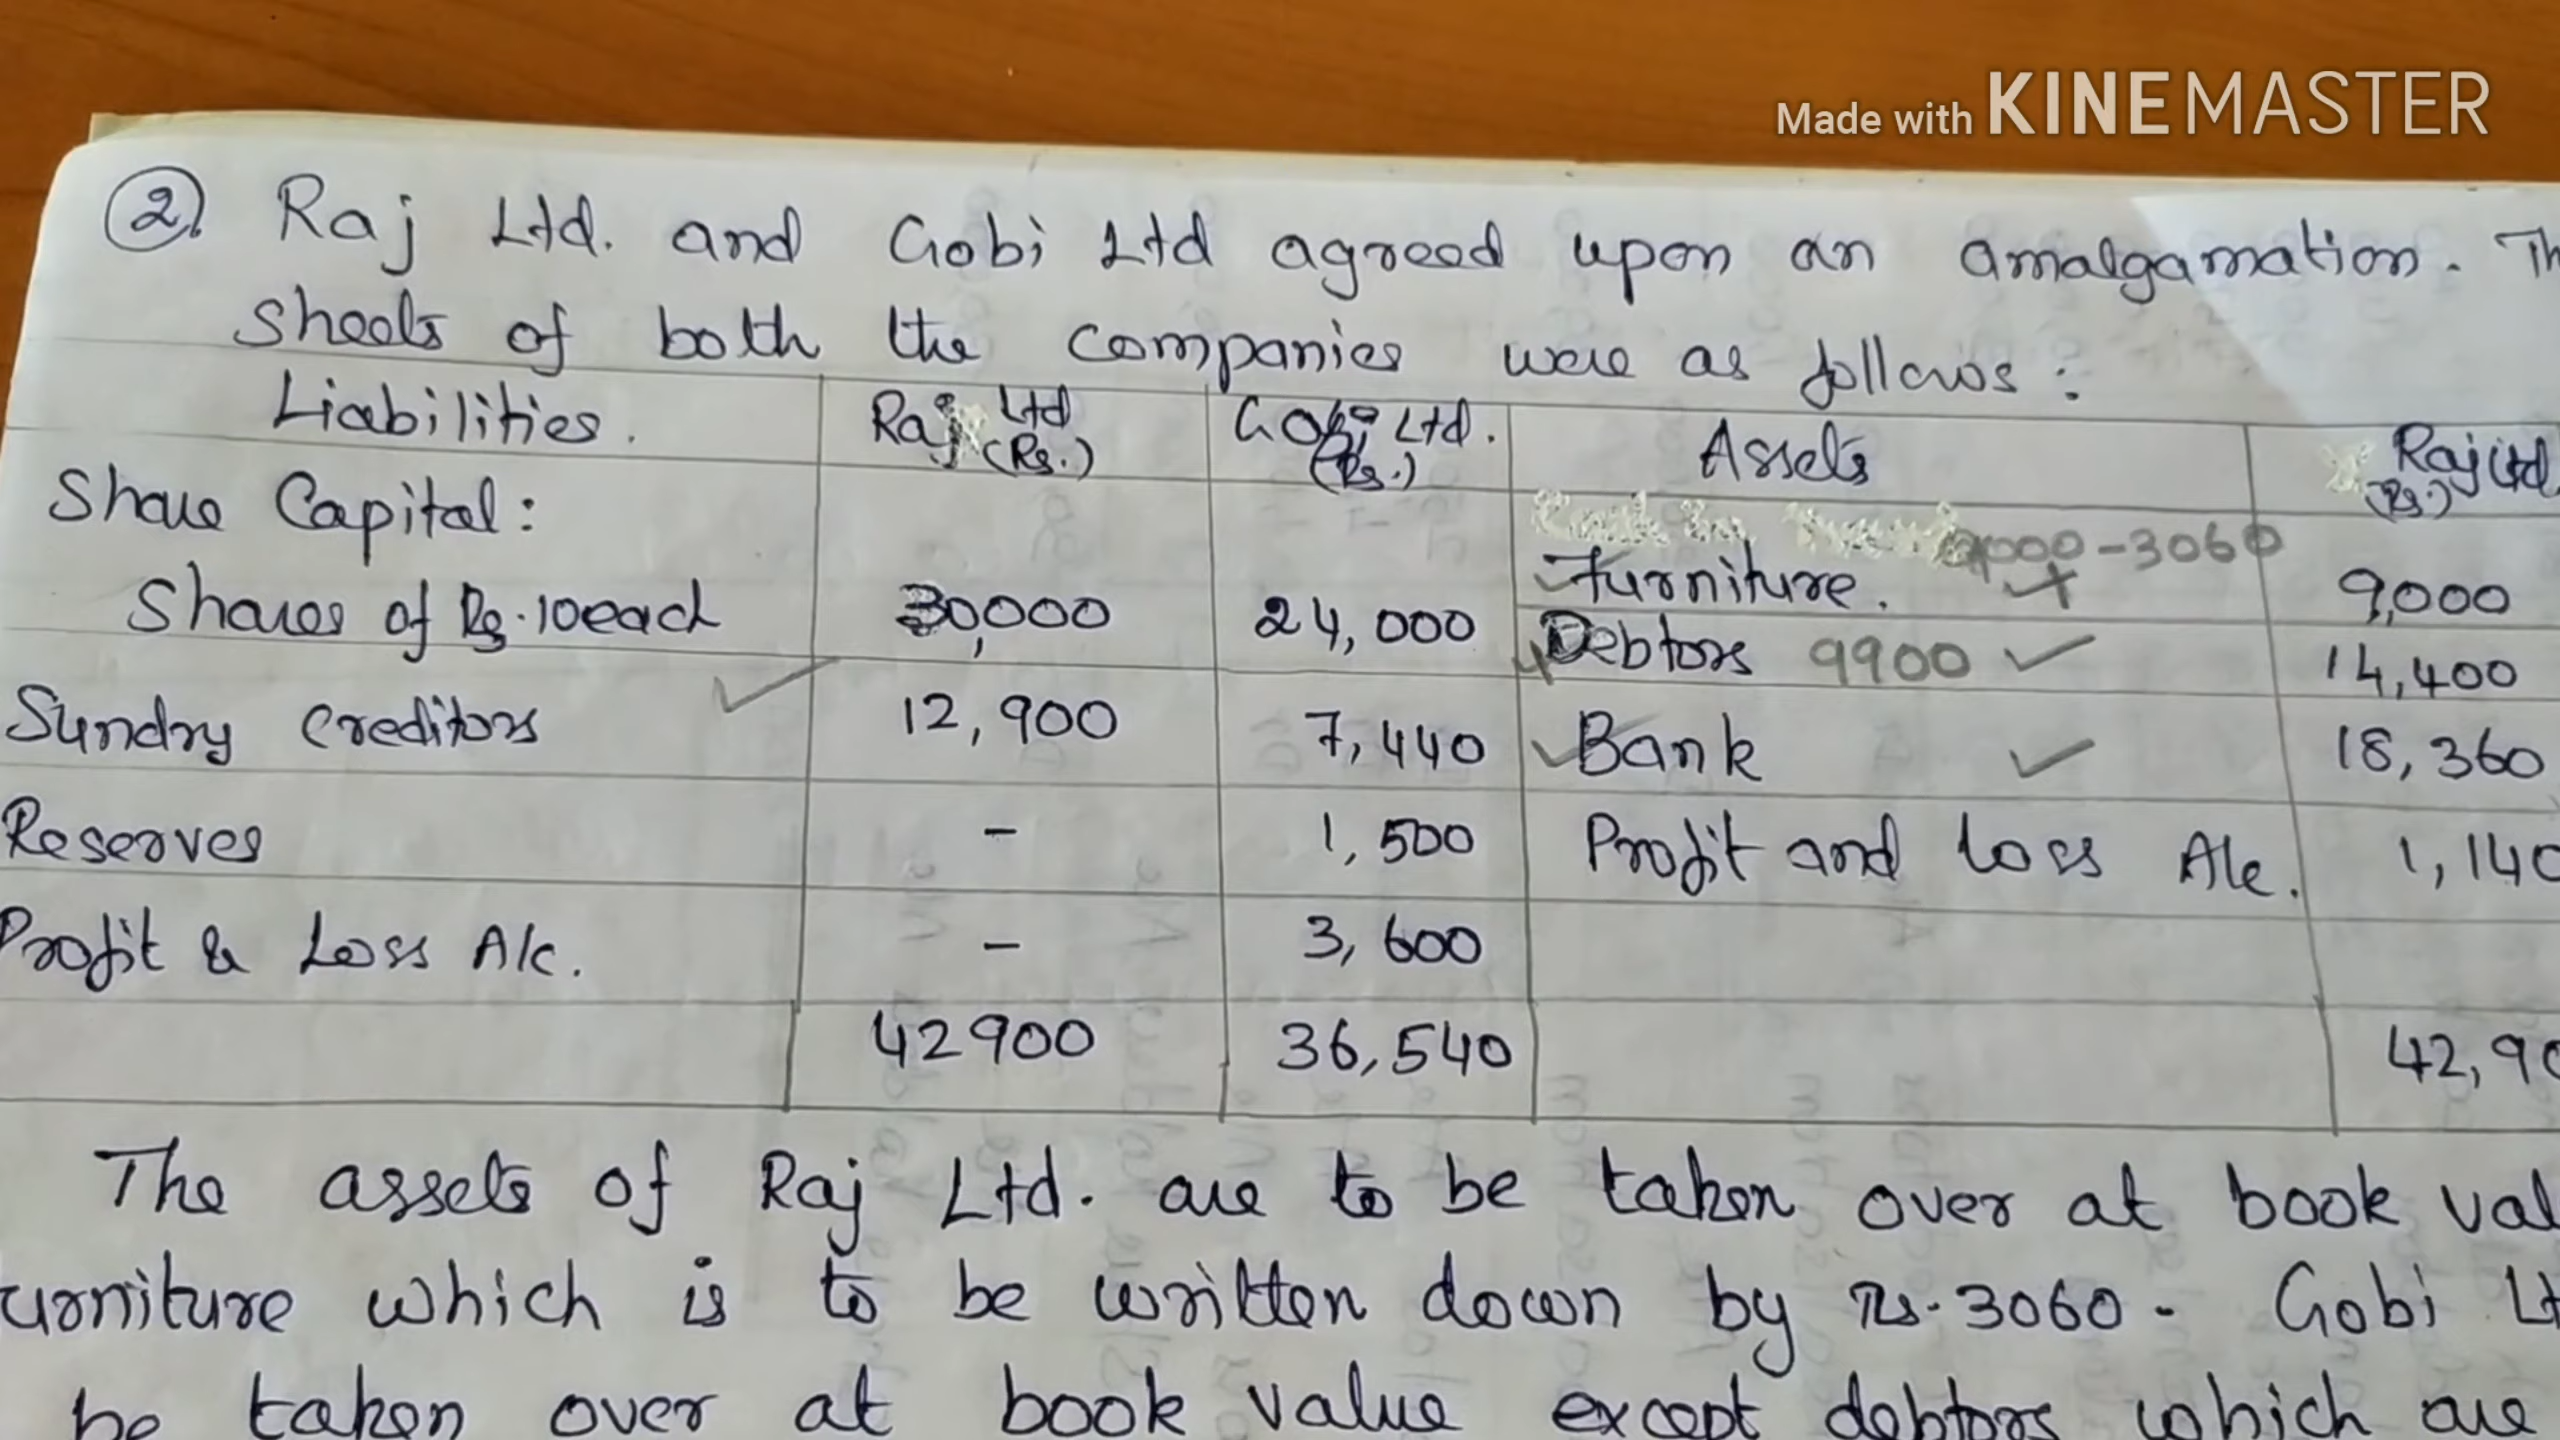 Made with KINEMASTER
2) Raj Ltd. and Gobi Ltd agreed upon an amalgamation. Th
Sheets of both the companies were as follows :
Liabilities. Raj Ltd (Rs.) Gobi Ltd. (Rs.) Assets Raj Ltd. (Rs.)
Share Capital: 9000-3060
Shares of Rs.10 each 30,000 24,000 Furniture. 9,000
Debtors 9900 14,400
Sundry Creditors 12,900 7,440 Bank 18,360
Reserves - 1,500 Profit and Loss A/c. 1,140
Profit & Loss A/c. - 3,600
42900 36,540 42,90
The assets of Raj Ltd. are to be taken over at book val
urniture which is to be written down by Rs.3060. Gobi Lt
be taken over at book value except debtors which are